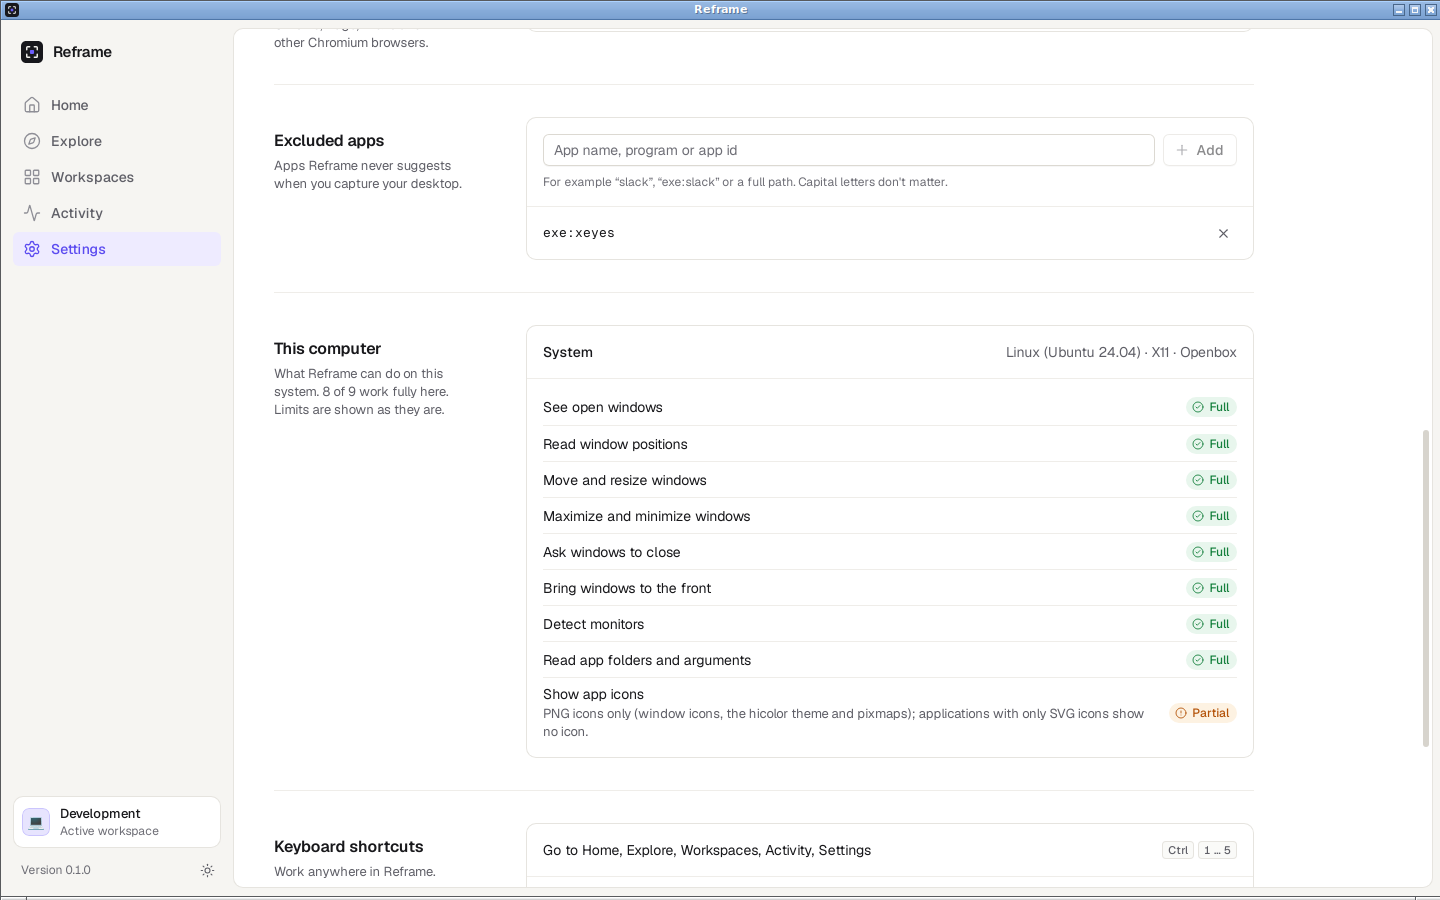 Reframe
Reframe
Home
Explore
Workspaces
Activity
Settings
Development
Active workspace
Version 0.1.0
other Chromium browsers.
Excluded apps
Apps Reframe never suggests
when you capture your desktop.
App name, program or app id
Add
For example “slack”, “exe:slack” or a full path. Capital letters don't matter.
exe:xeyes
This computer
What Reframe can do on this
system. 8 of 9 work fully here.
Limits are shown as they are.
System
Linux (Ubuntu 24.04) · X11 · Openbox
See open windows
Full
Read window positions
Full
Move and resize windows
Full
Maximize and minimize windows
Full
Ask windows to close
Full
Bring windows to the front
Full
Detect monitors
Full
Read app folders and arguments
Full
Show app icons
PNG icons only (window icons, the hicolor theme and pixmaps); applications with only SVG icons show
no icon.
Partial
Keyboard shortcuts
Work anywhere in Reframe.
Go to Home, Explore, Workspaces, Activity, Settings
Ctrl
1 … 5